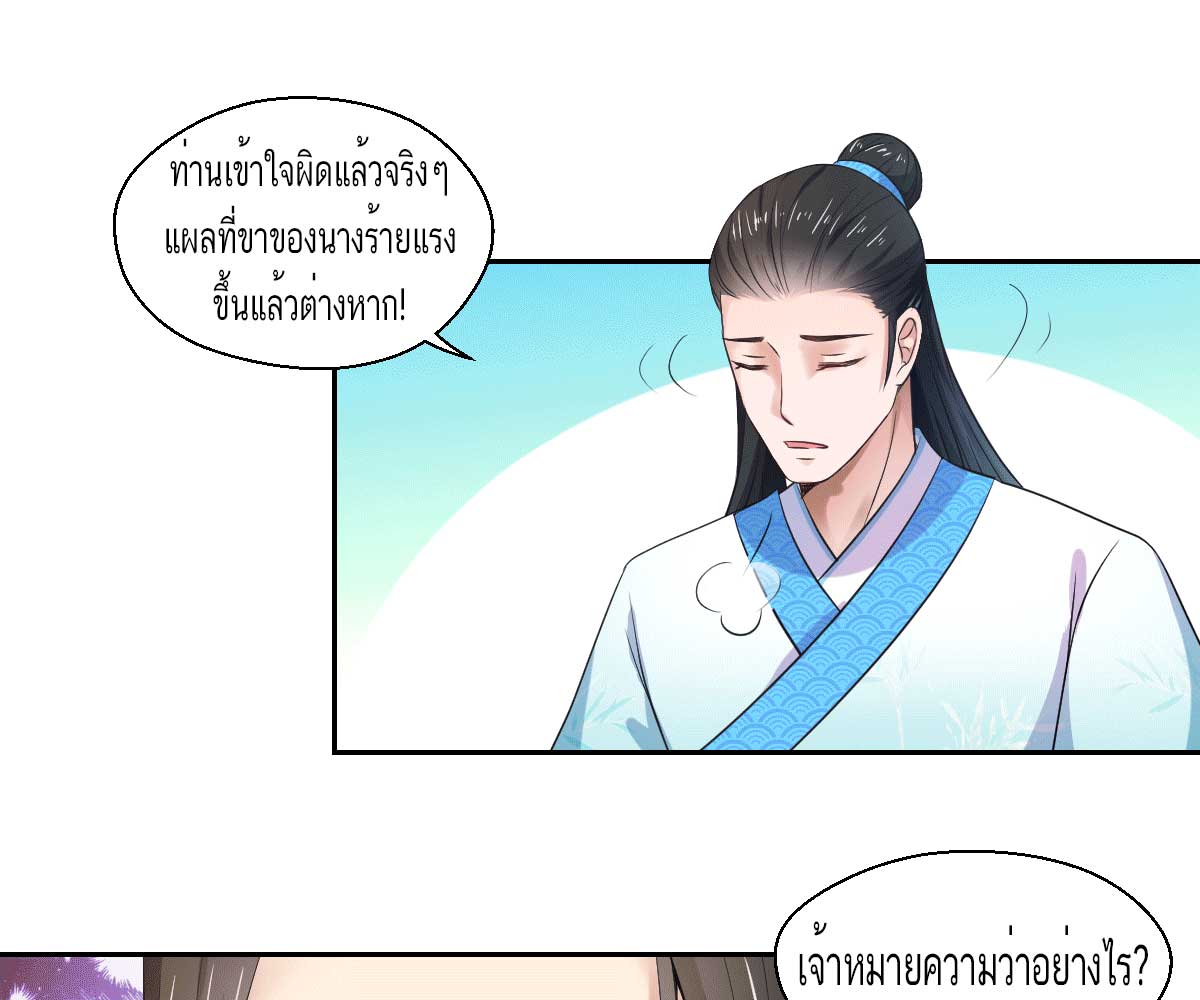 ท่านเข้าใจผิดแล้วจริงๆ
แผลที่ขาของนางร้ายแรง
ขึ้นแล้วต่างหาก!
เจ้าหมายความว่าอย่างไร?